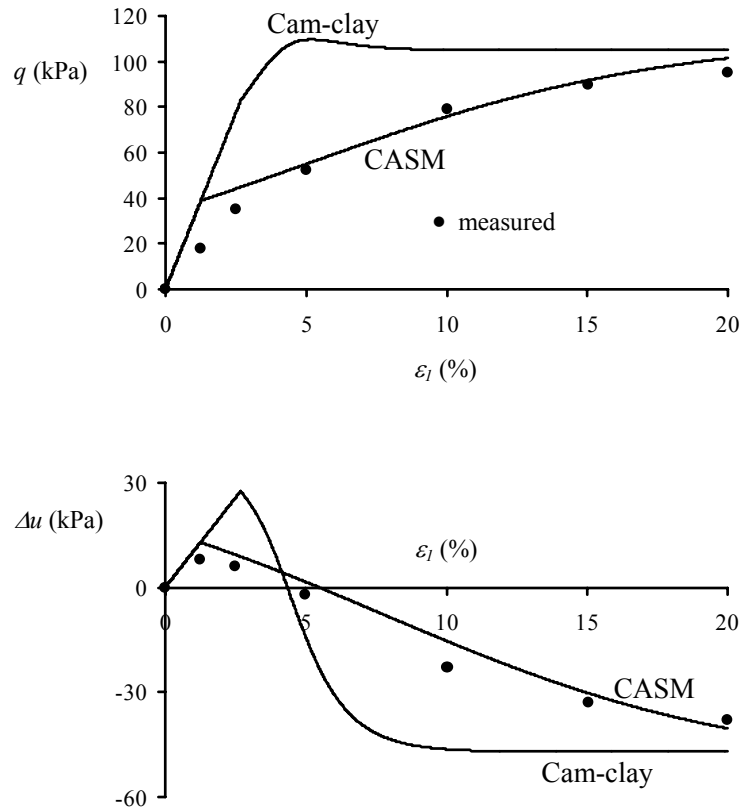 Cam-clay
120
q (kPa)
100
80
60
CASM
40
measured
20
0
0 5 10 15 20
ε1 (%)
30
Δu (kPa)
ε1 (%)
0
0 5 10 15 20
-30
CASM
Cam-clay
-60